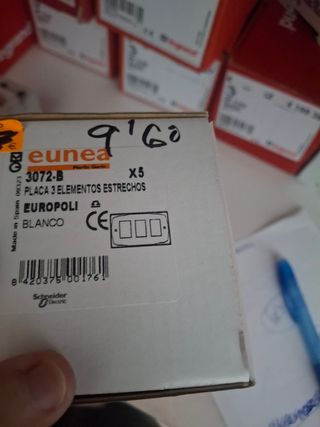 9'60
eunea
3072-B X5
PLACA 3 ELEMENTOS ESTRECHOS
EUROPOLI
BLANCO
CE
Made in Spain
8 420375 001761
Schneider
Electric
legrand